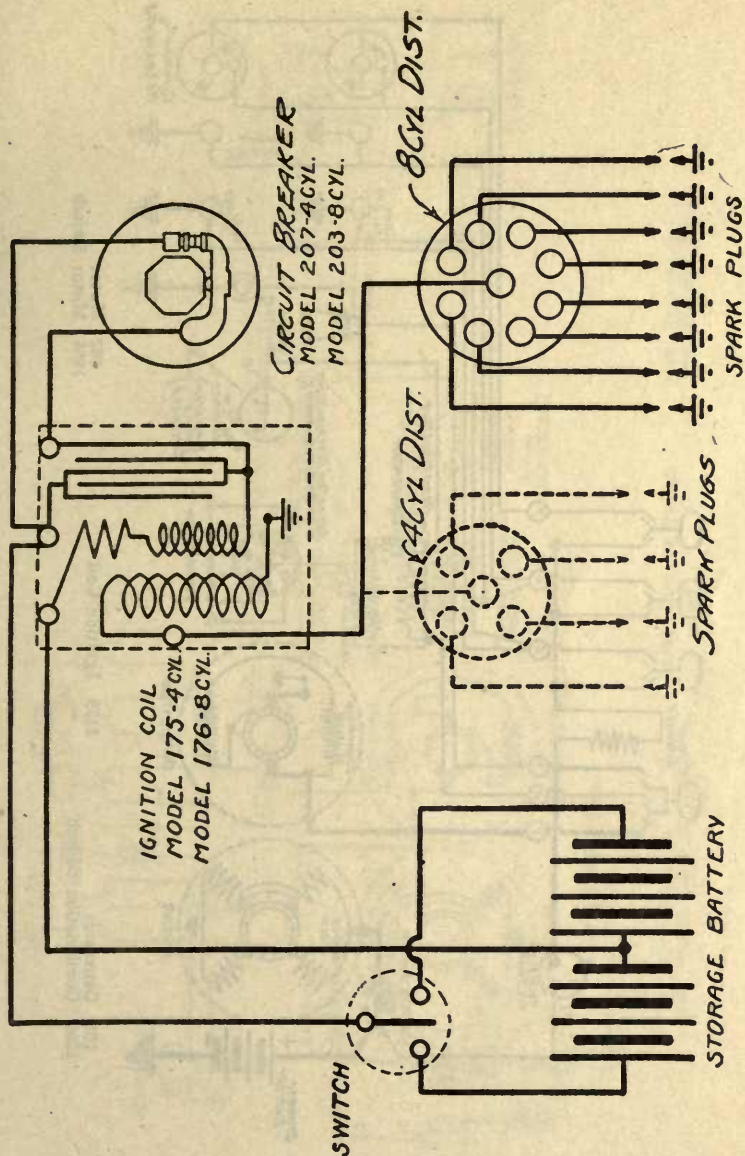 CIRCUIT BREAKER
MODEL 207-4CYL.
MODEL 203-8CYL.
8CYL DIST.
IGNITION COIL
MODEL 175-4CYL.
MODEL 176-8CYL.
4CYL DIST.
SPARK PLUGS
SPARK PLUGS
SWITCH
STORAGE BATTERY